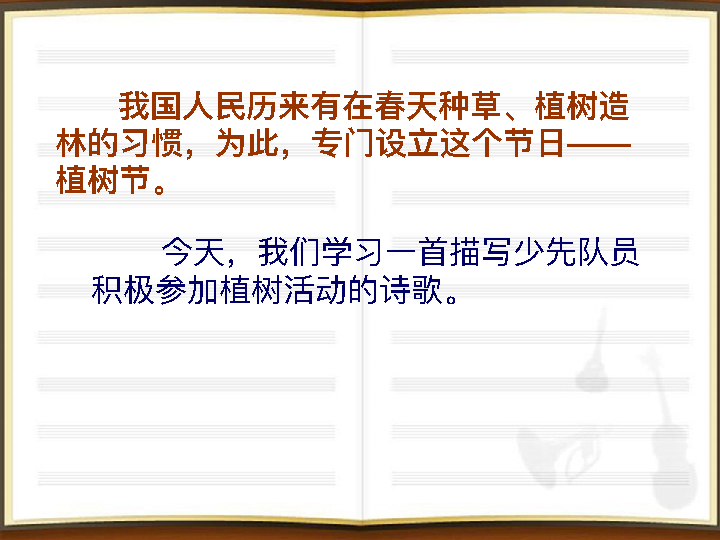 我国人民历来有在春天种草、植树造
林的习惯，为此，专门设立这个节日——
植树节。
今天，我们学习一首描写少先队员
积极参加植树活动的诗歌。